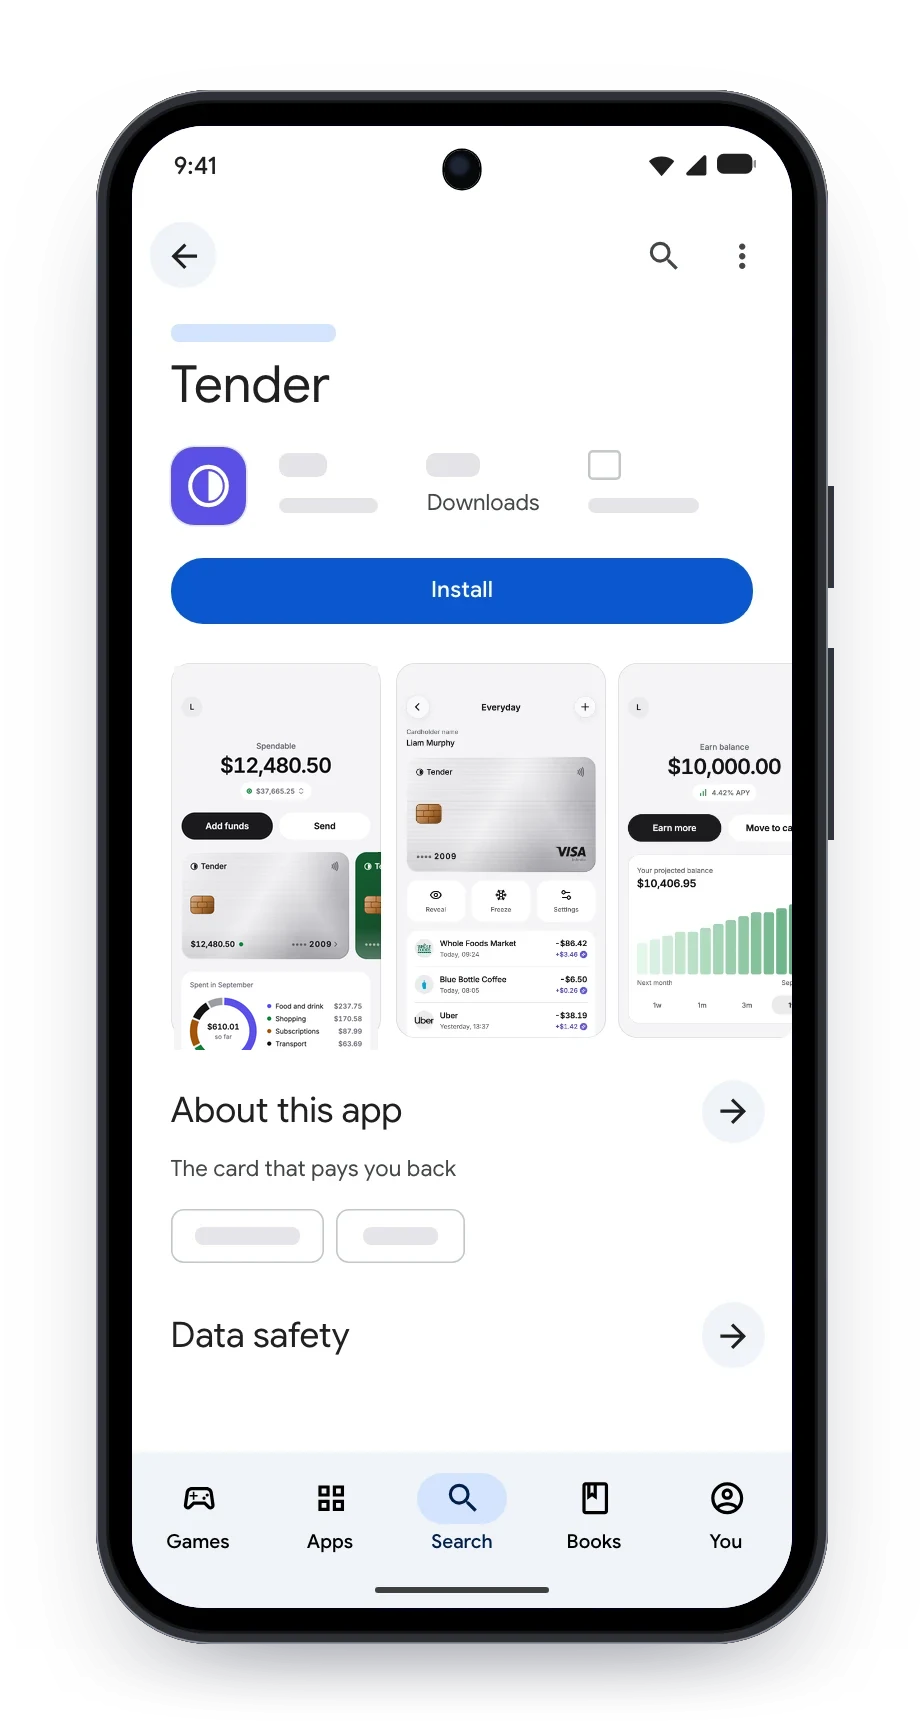 9:41
Tender
Downloads
Install
L
Spendable
$12,480.50
$37,665.25
Add funds
Send
Tender
$12,480.50
•••• 2009
Te
••••
Spent in September
$610.01
so far
Food and drink $237.75
Shopping $170.58
Subscriptions $87.99
Transport $63.69
Everyday
Cardholder name
Liam Murphy
Tender
•••• 2009
VISA
Reveal
Freeze
Settings
Whole Foods Market -$86.42
Today, 09:24 +$3.46
Blue Bottle Coffee -$6.50
Today, 08:05 +$0.26
Uber
Uber -$38.19
Yesterday, 13:37 +$1.42
L
Earn balance
$10,000.00
4.42% APY
Earn more
Move to ca
Your projected balance
$10,406.95
Next month
Sep
1w
1m
3m
About this app
The card that pays you back
Data safety
Games
Apps
Search
Books
You